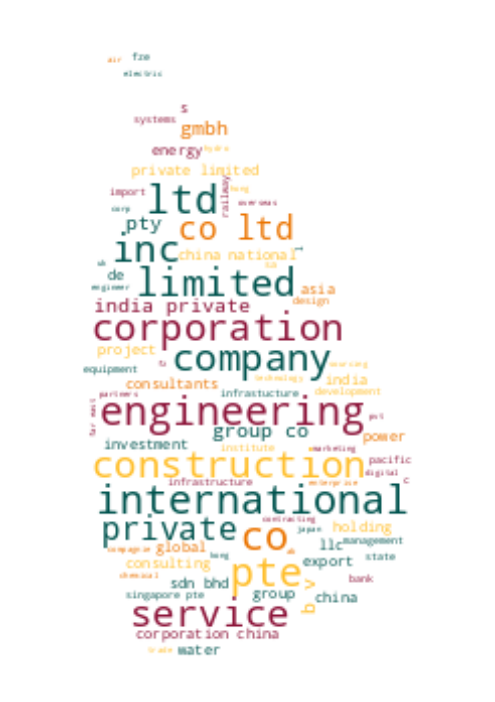 air fze
electric
s
systems
gmbh
energy hydro
private limited
import ltd railway hong
corp overseas
pty co ltd
inc china national
de limited
engineer asia
india private design
corporation
project company
equipment sourcing
consultants technology india
partners infrastucture development
far east engineering pvt
group co power
investment institute marketing
construction pacific
infrastructure digital
enterprise c
international
contracting
private co japan holding
llc management
compagnie global hong state
consulting pte export
chemical bank
sdn bhd group b v
singapore pte china
service
corporation china
trade water